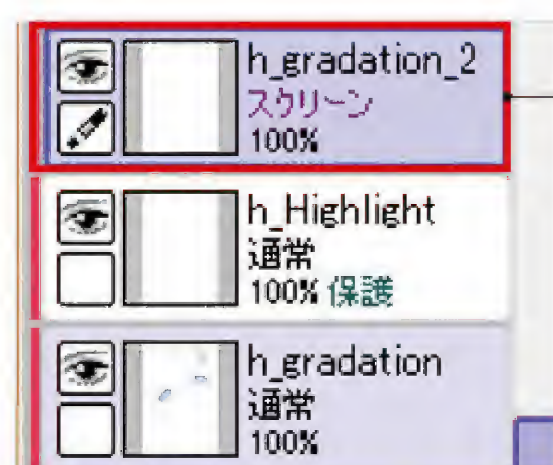 h_gradation_2
スクリーン
100%
h_Highlight
通常
100% 保護
h_gradation
通常
100%